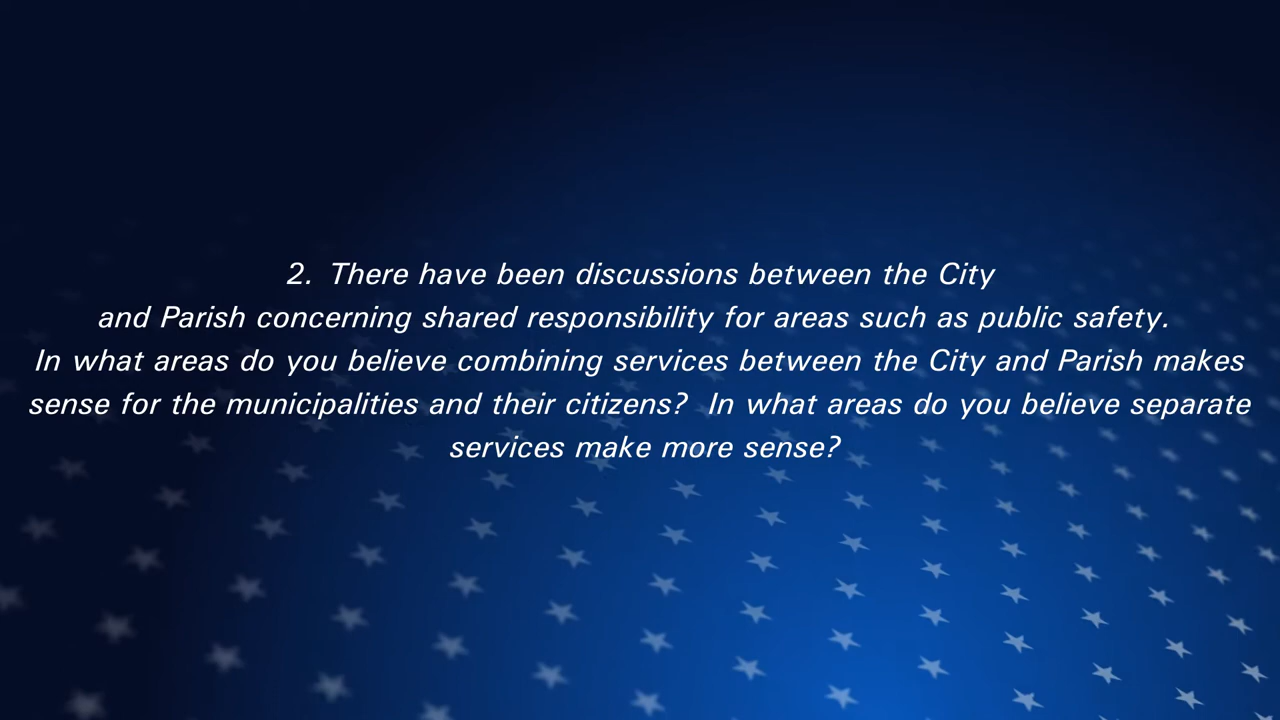 2. There have been discussions between the City
and Parish concerning shared responsibility for areas such as public safety.
In what areas do you believe combining services between the City and Parish makes
sense for the municipalities and their citizens? In what areas do you believe separate
services make more sense?